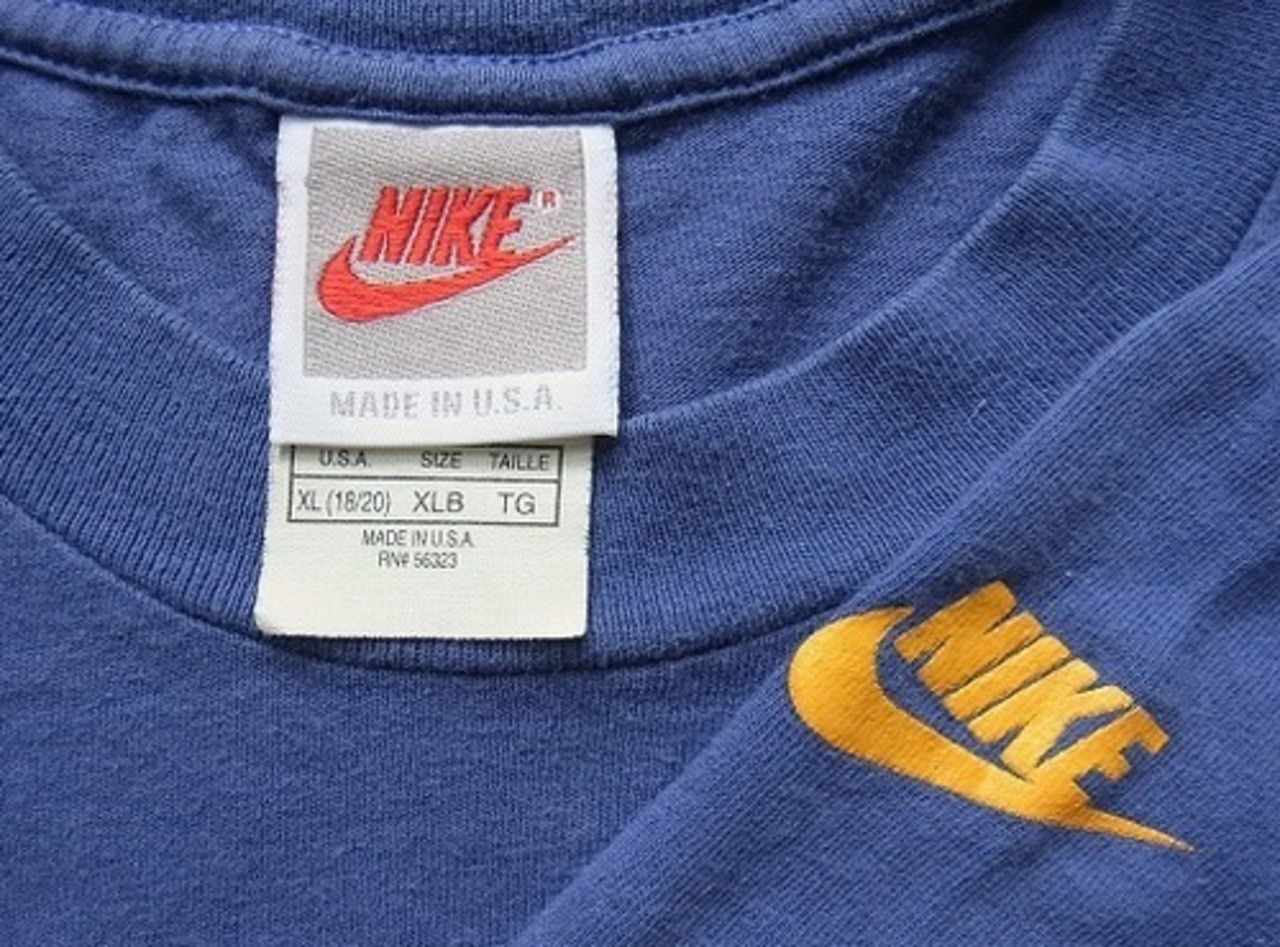 NIKE®
MADE IN U.S.A.
U.S.A. SIZE TAILLE
XL (18/20) XLB TG
MADE IN U.S.A.
RN# 56323
NIKE